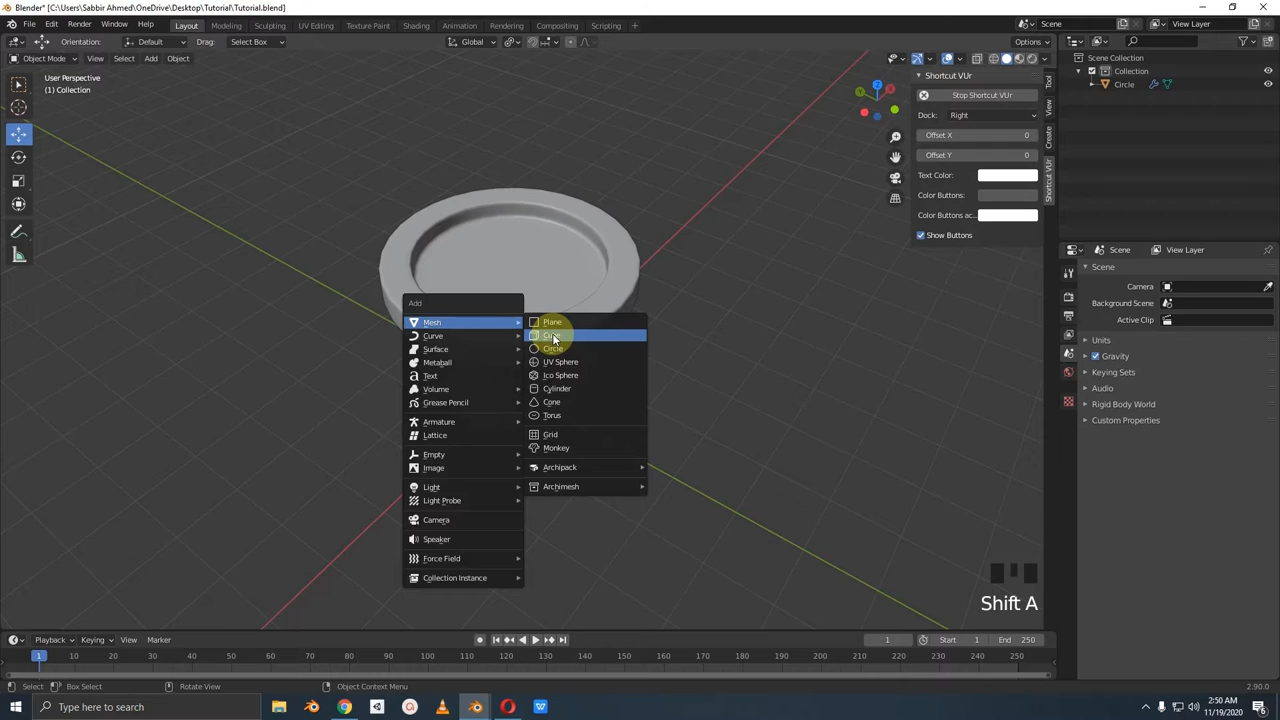 Blender* [C:\Users\Sabbir Ahmed\OneDrive\Desktop\Tutorial\Tutorial.blend]
File Edit Render Window Help Layout Modeling Sculpting UV Editing Texture Paint Shading Animation Rendering Compositing Scripting + Scene View Layer
Orientation: Default Drag: Select Box Global Options
Object Mode View Select Add Object
User Perspective
(1) Collection
Z
Y
X
Shortcut VUr
Stop Shortcut VUr
Dock: Right
Offset X 0
Offset Y 0
Text Color:
Color Buttons:
Color Buttons ac..
Show Buttons
Tool
View
Create
Shortcut VUr
Scene Collection
Collection
Circle
Scene View Layer
Scene
Camera
Background Scene
Active Clip
Units
Gravity
Keying Sets
Audio
Rigid Body World
Custom Properties
Add
Mesh
Curve
Surface
Metaball
Text
Volume
Grease Pencil
Armature
Lattice
Empty
Image
Light
Light Probe
Camera
Speaker
Force Field
Collection Instance
Plane
Cube
Circle
UV Sphere
Ico Sphere
Cylinder
Cone
Torus
Grid
Monkey
Archipack
Archimesh
Shift A
Playback Keying View Marker 1 Start 1 End 250
1 10 20 30 40 50 60 70 80 90 100 110 120 130 140 150 160 170 180 190 200 210 220 230 240 250
Select Box Select Rotate View Object Context Menu 2.90.0
Type here to search
2:50 AM
11/19/2020
6